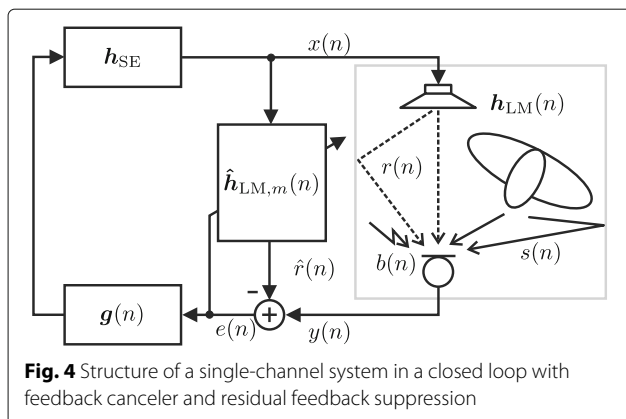 h_SE
x(n)
h_LM(n)
ĥ_LM,m(n)
r(n)
b(n)
s(n)
r̂(n)
−
+
g(n)
e(n)
y(n)
Fig. 4 Structure of a single-channel system in a closed loop with
feedback canceler and residual feedback suppression